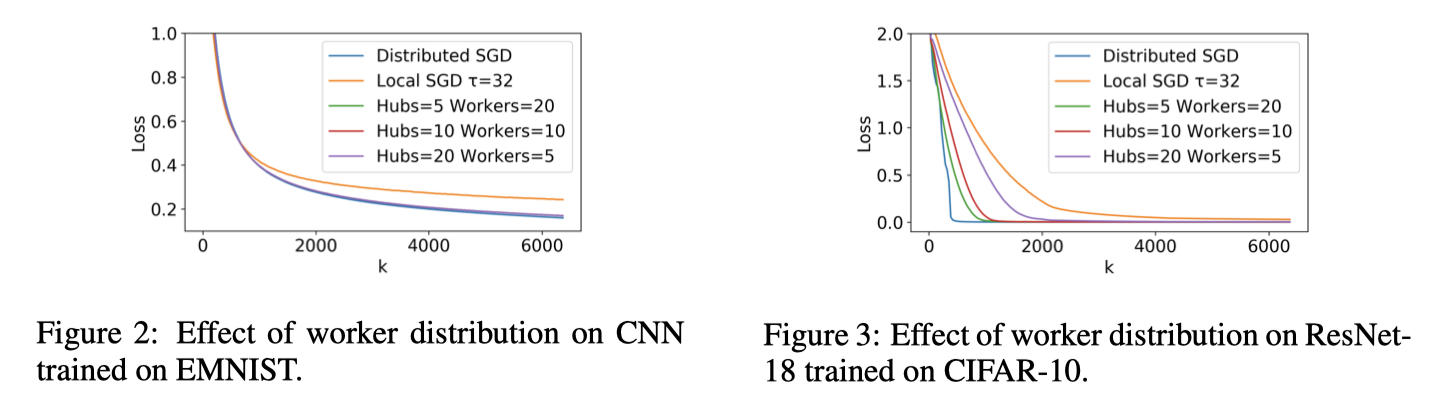 1.0
0.8
0.6
0.4
0.2
Loss
Distributed SGD
Local SGD τ=32
Hubs=5 Workers=20
Hubs=10 Workers=10
Hubs=20 Workers=5
0 2000 4000 6000
k
Figure 2: Effect of worker distribution on CNN
trained on EMNIST.
2.0
1.5
1.0
0.5
0.0
Loss
Distributed SGD
Local SGD τ=32
Hubs=5 Workers=20
Hubs=10 Workers=10
Hubs=20 Workers=5
0 2000 4000 6000
k
Figure 3: Effect of worker distribution on ResNet-
18 trained on CIFAR-10.